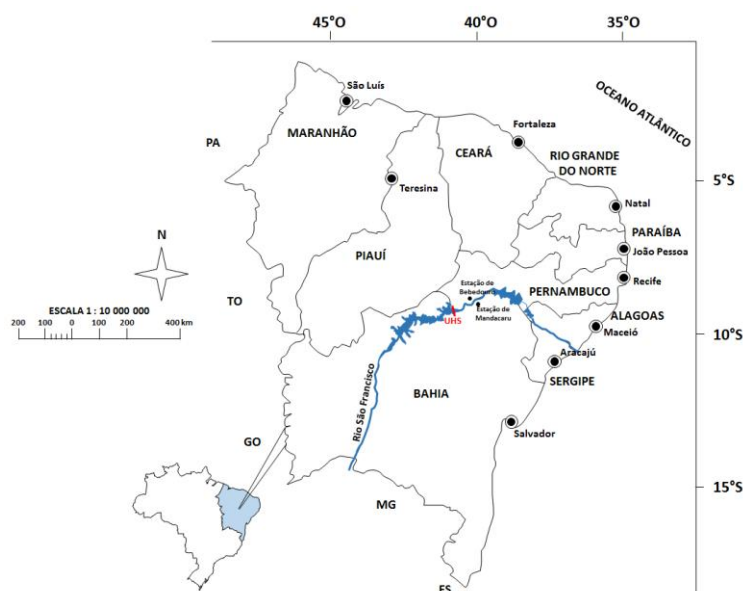 45°O
40°O
35°O
OCEANO ATLÂNTICO
São Luís
MARANHÃO
PA
Fortaleza
CEARÁ
RIO GRANDE
DO NORTE
5°S
Teresina
Natal
N
PARAÍBA
João Pessoa
PIAUÍ
Recife
Estação de
Bebedouro
PERNAMBUCO
TO
ESCALA 1 : 10 000 000
200 100 0 200 400 km
UHS
Estação de
Mandacaru
ALAGOAS
Maceió
10°S
Aracajú
SERGIPE
BAHIA
Rio São Francisco
GO
Salvador
15°S
MG
ES